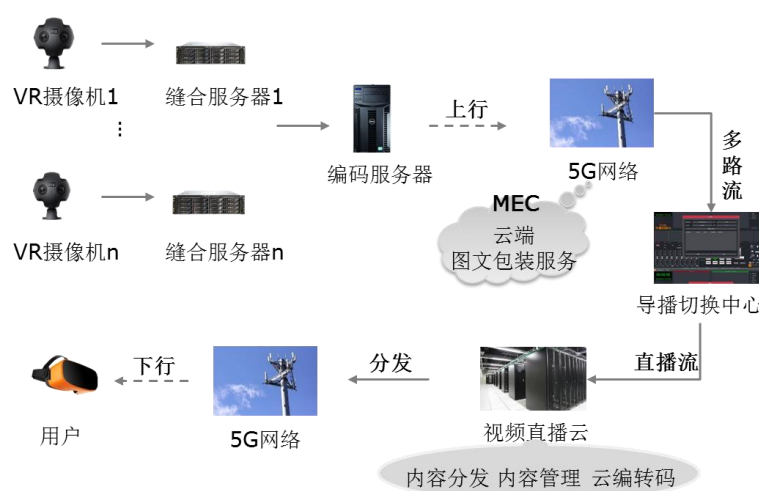 VR摄像机1
缝合服务器1
⋮
编码服务器
上行
5G网络
多路流
VR摄像机n
缝合服务器n
MEC
云端
图文包装服务
导播切换中心
直播流
视频直播云
内容分发 内容管理 云编转码
分发
5G网络
下行
用户